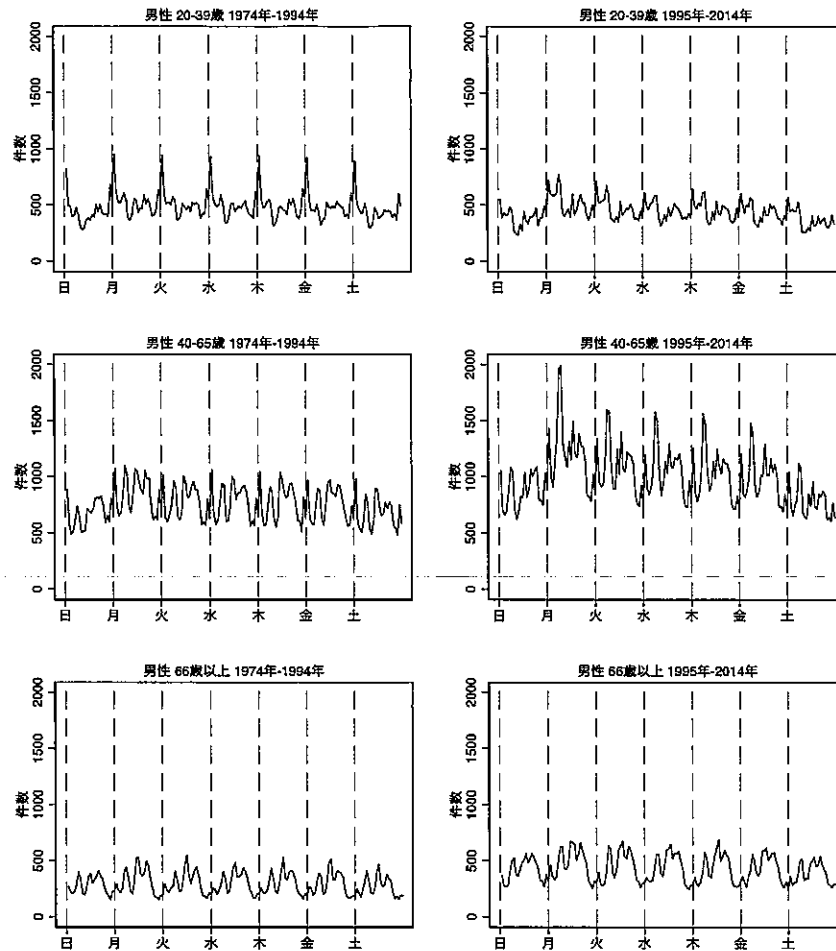 男性 20-39歳 1974年-1994年
2000
1500
1000
500
0
件数
日 月 火 水 木 金 土
男性 20-39歳 1995年-2014年
2000
1500
1000
500
0
件数
日 月 火 水 木 金 土
男性 40-65歳 1974年-1994年
2000
1500
1000
500
0
件数
日 月 火 水 木 金 土
男性 40-65歳 1995年-2014年
2000
1500
1000
500
0
件数
日 月 火 水 木 金 土
男性 66歳以上 1974年-1994年
2000
1500
1000
500
0
件数
日 月 火 水 木 金 土
男性 66歳以上 1995年-2014年
2000
1500
1000
500
0
件数
日 月 火 水 木 金 土